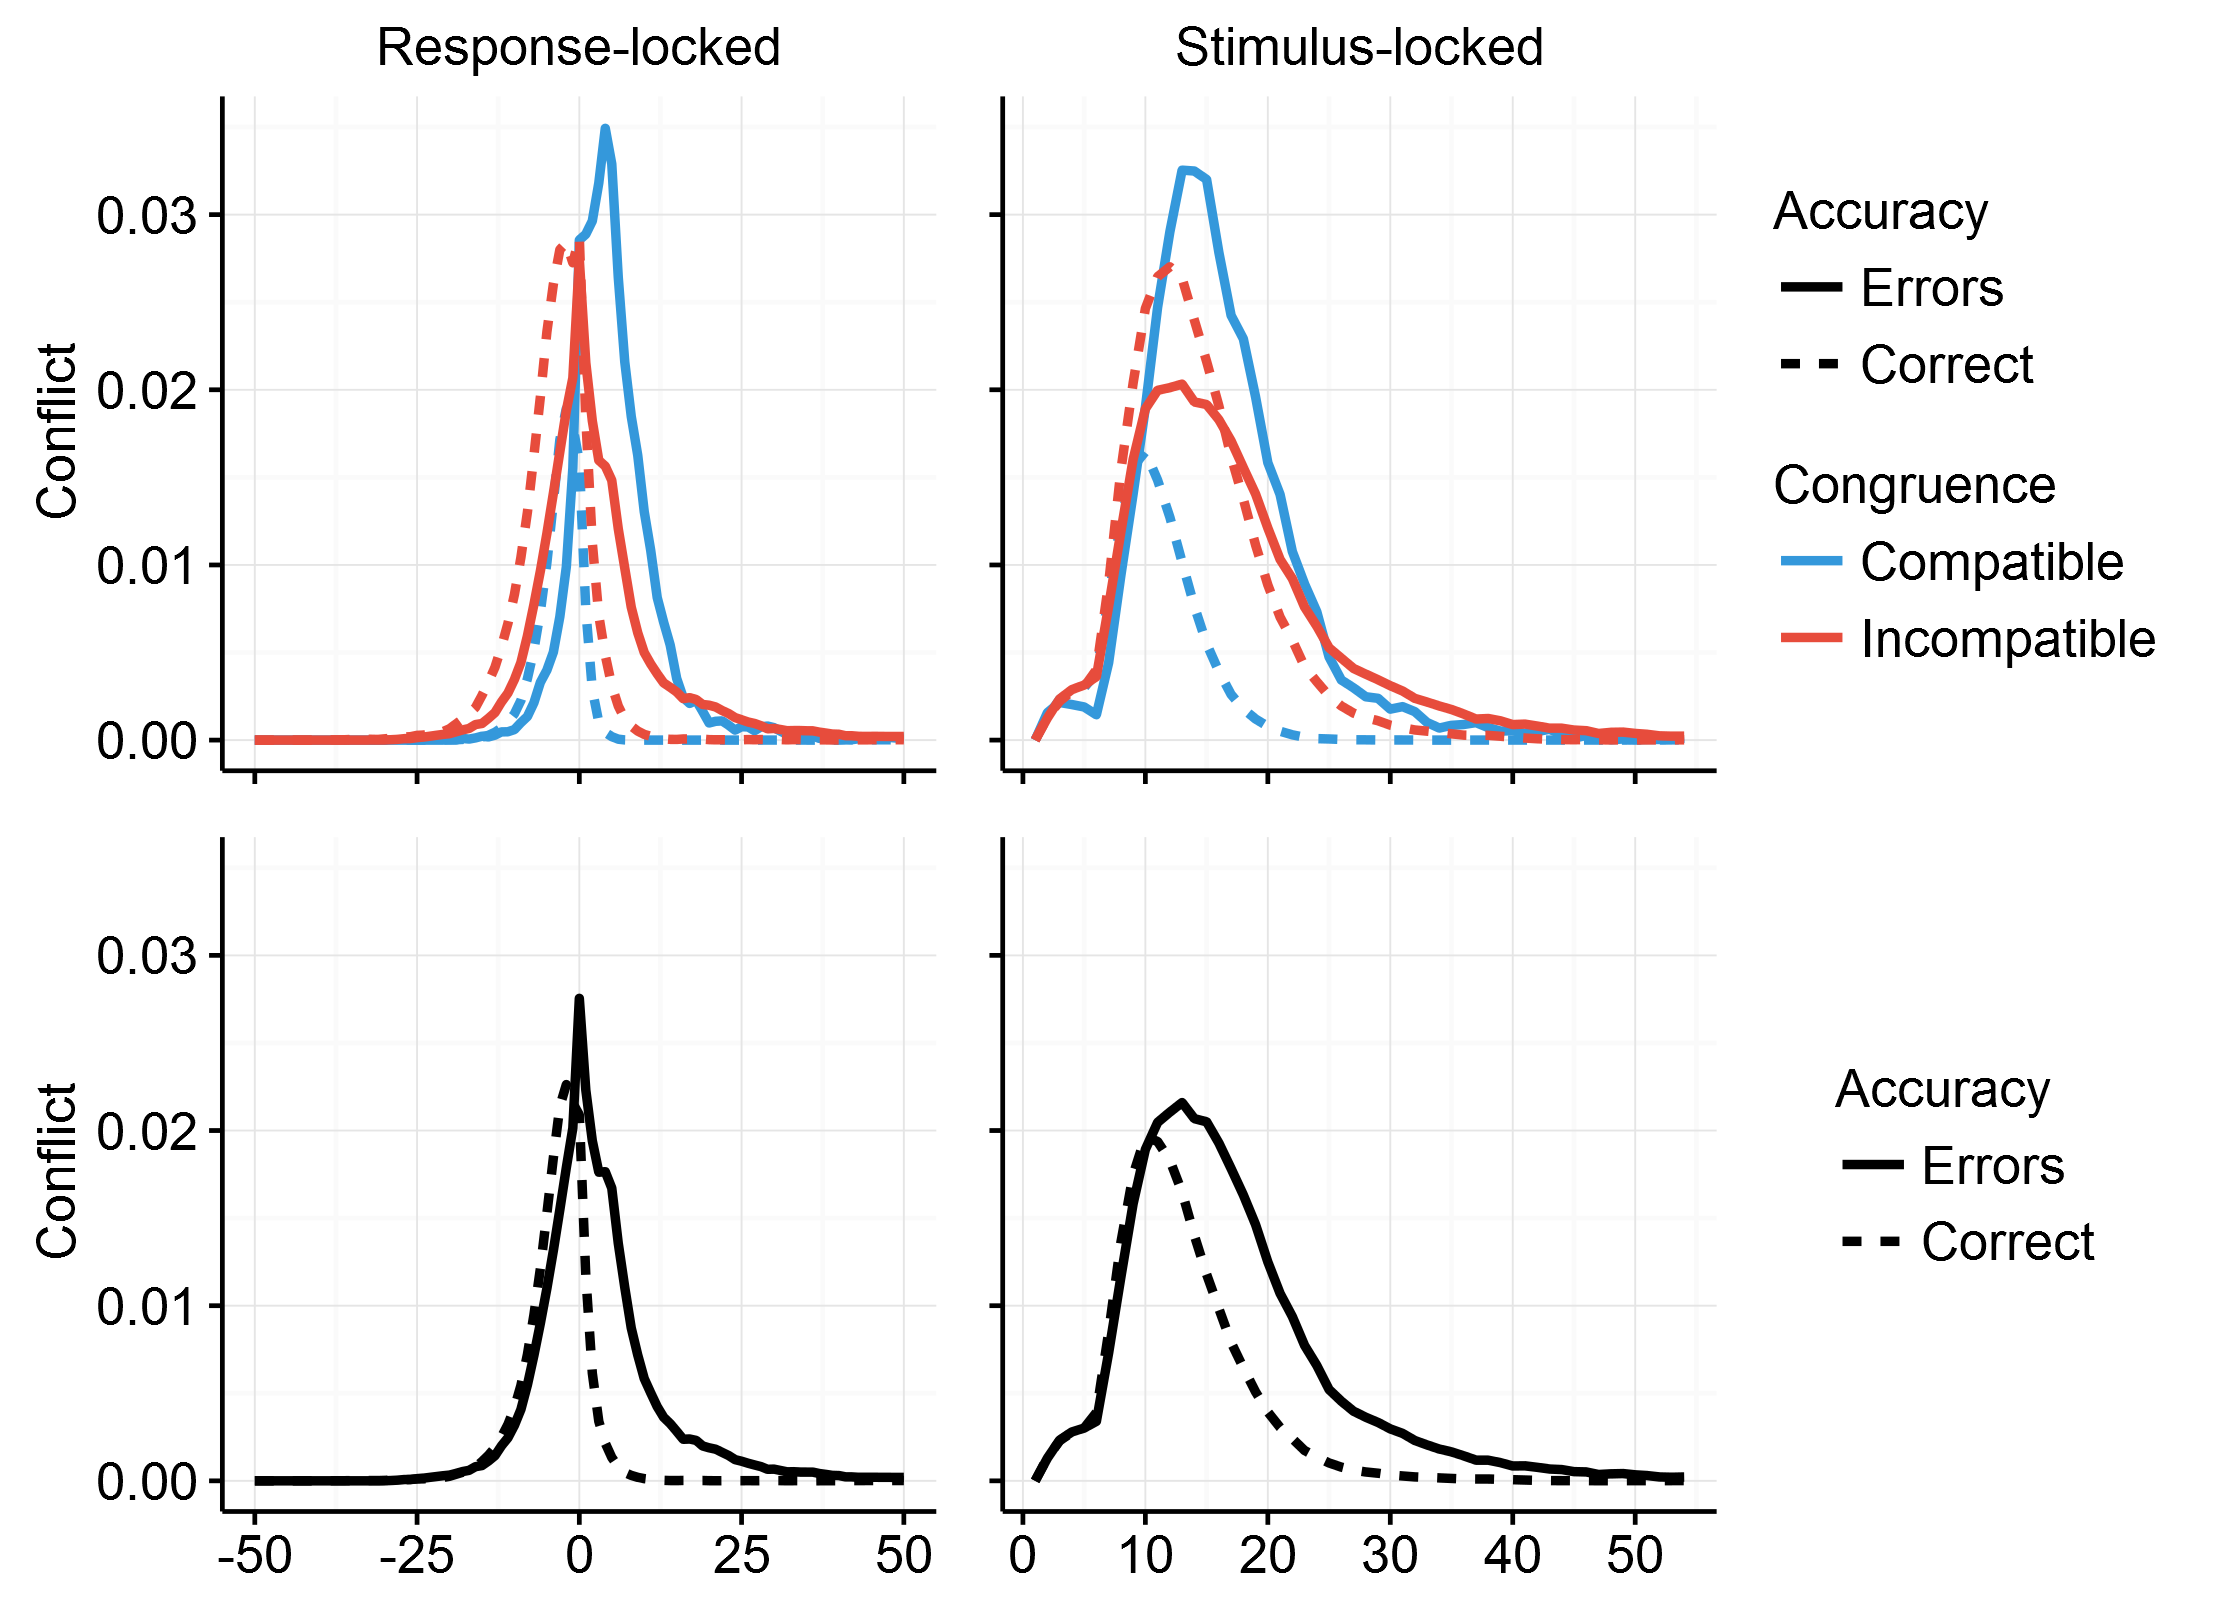 Response-locked
Stimulus-locked
Conflict
0.03
0.02
0.01
0.00
Accuracy
Errors
Correct
Congruence
Compatible
Incompatible
Conflict
0.03
0.02
0.01
0.00
-50 -25 0 25 50
0 10 20 30 40 50
Accuracy
Errors
Correct